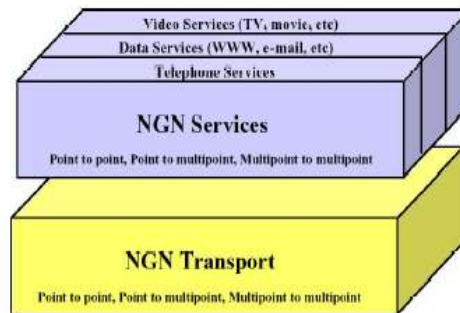 Video Services (TV, movie, etc)
Data Services (WWW, e-mail, etc)
Telephone Services
NGN Services
Point to point, Point to multipoint, Multipoint to multipoint
NGN Transport
Point to point, Point to multipoint, Multipoint to multipoint